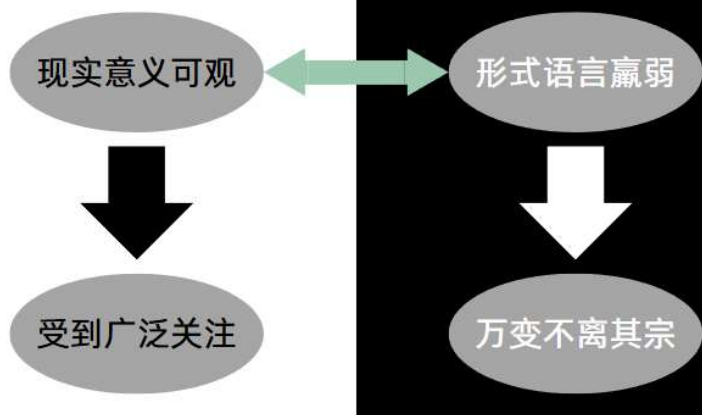 现实意义可观
形式语言羸弱
受到广泛关注
万变不离其宗